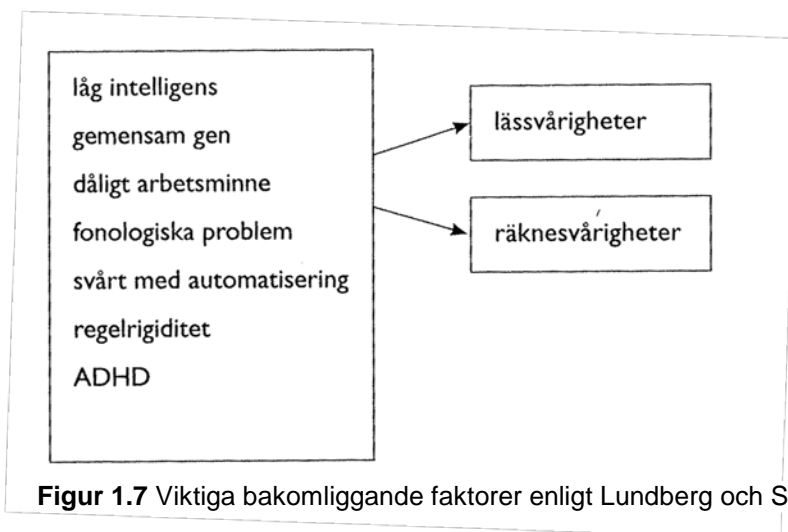 låg intelligens
gemensam gen
dåligt arbetsminne
fonologiska problem
svårt med automatisering
regelrigiditet
ADHD
lässvårigheter
räknesvårigheter
Figur 1.7 Viktiga bakomliggande faktorer enligt Lundberg och S